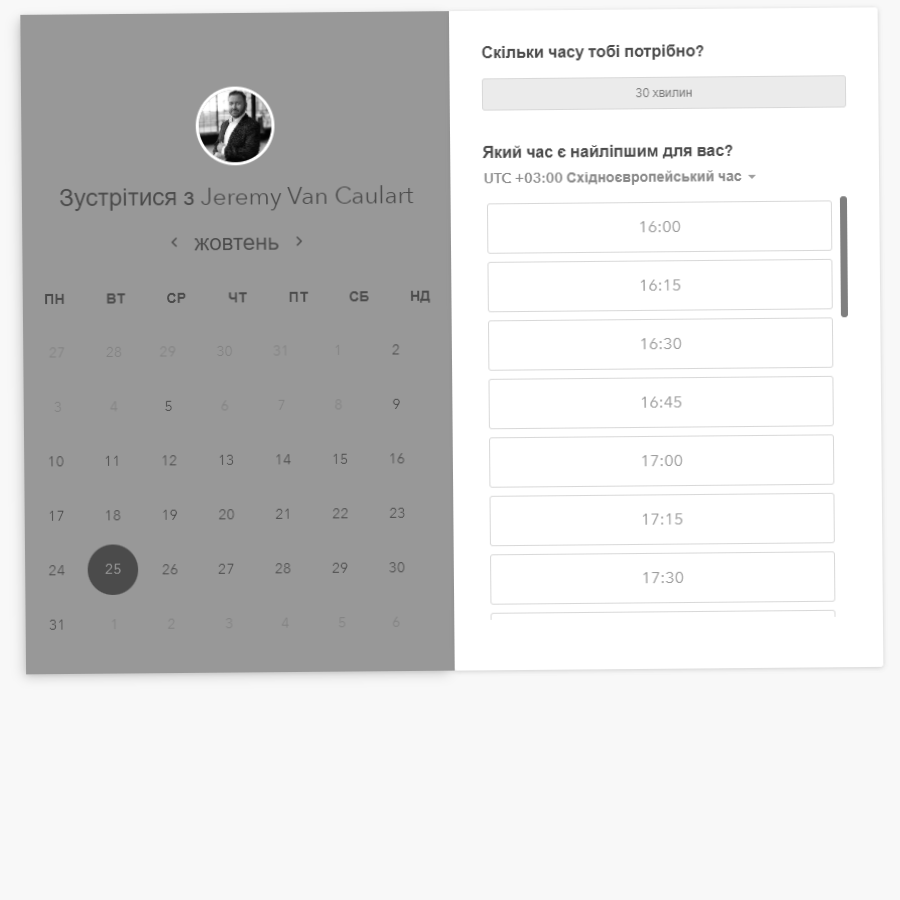 Зустрітися з Jeremy Van Caulart
жовтень
ПН ВТ СР ЧТ ПТ СБ НД
27 28 29 30 31 1 2
3 4 5 6 7 8 9
10 11 12 13 14 15 16
17 18 19 20 21 22 23
24 25 26 27 28 29 30
31 1 2 3 4 5 6
Скільки часу тобі потрібно?
30 хвилин
Який час є найліпшим для вас?
UTC +03:00 Східноєвропейський час
16:00
16:15
16:30
16:45
17:00
17:15
17:30